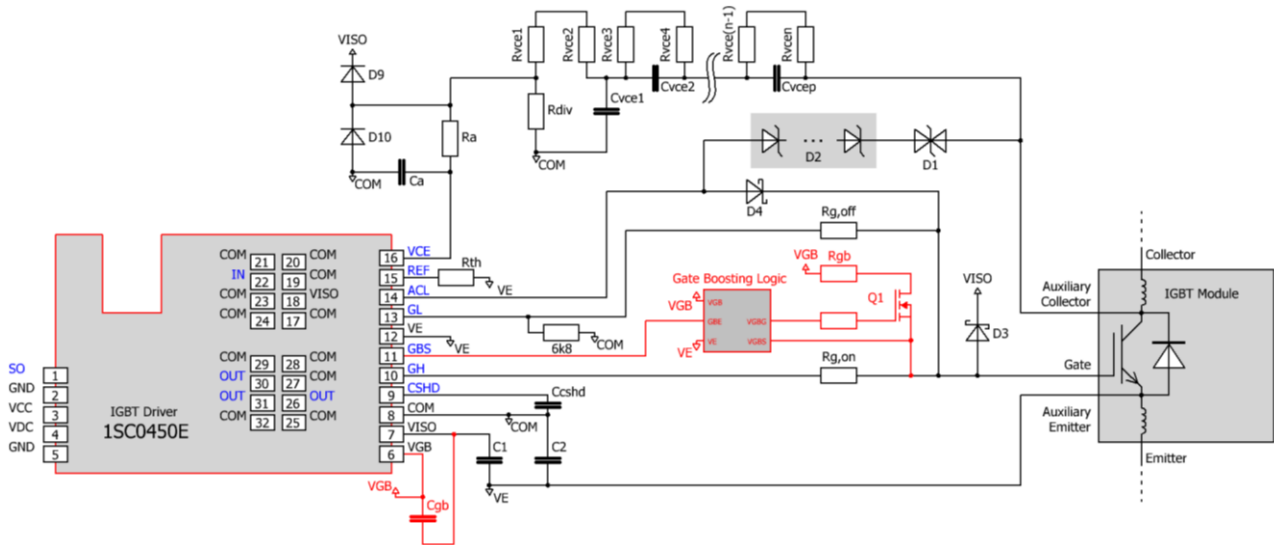 Rvce1
Rvce2
Rvce3
Rvce4
Rvce(n-1)
Rvcen
VISO
D9
Cvce1
Cvce2
Cvcep
Rdiv
D10
Ra
COM
COM
Ca
...
D2
D1
D4
Rg,off
VCE
16
REF
15
Rth
VE
ACL
14
GL
13
VE
12
VE
6k8
COM
GBS
11
GH
10
CSHD
9
COM
8
VISO
7
VGB
6
COM 21 20 COM
IN 22 19 COM
COM 23 18 VISO
COM 24 17 COM
COM 29 28 COM
OUT 30 27 COM
OUT 31 26 OUT
COM 32 25 COM
SO 1
GND 2
VCC 3
VDC 4
GND 5
IGBT Driver
1SC0450E
VGB
Rgb
Gate Boosting Logic
VGB
VGB
GBE
VE
VGBG
VGBS
VE
Q1
Rg,on
VISO
D3
Ccshd
COM
C1
C2
VE
VGB
Cgb
Collector
Auxiliary
Collector
IGBT Module
Gate
Auxiliary
Emitter
Emitter